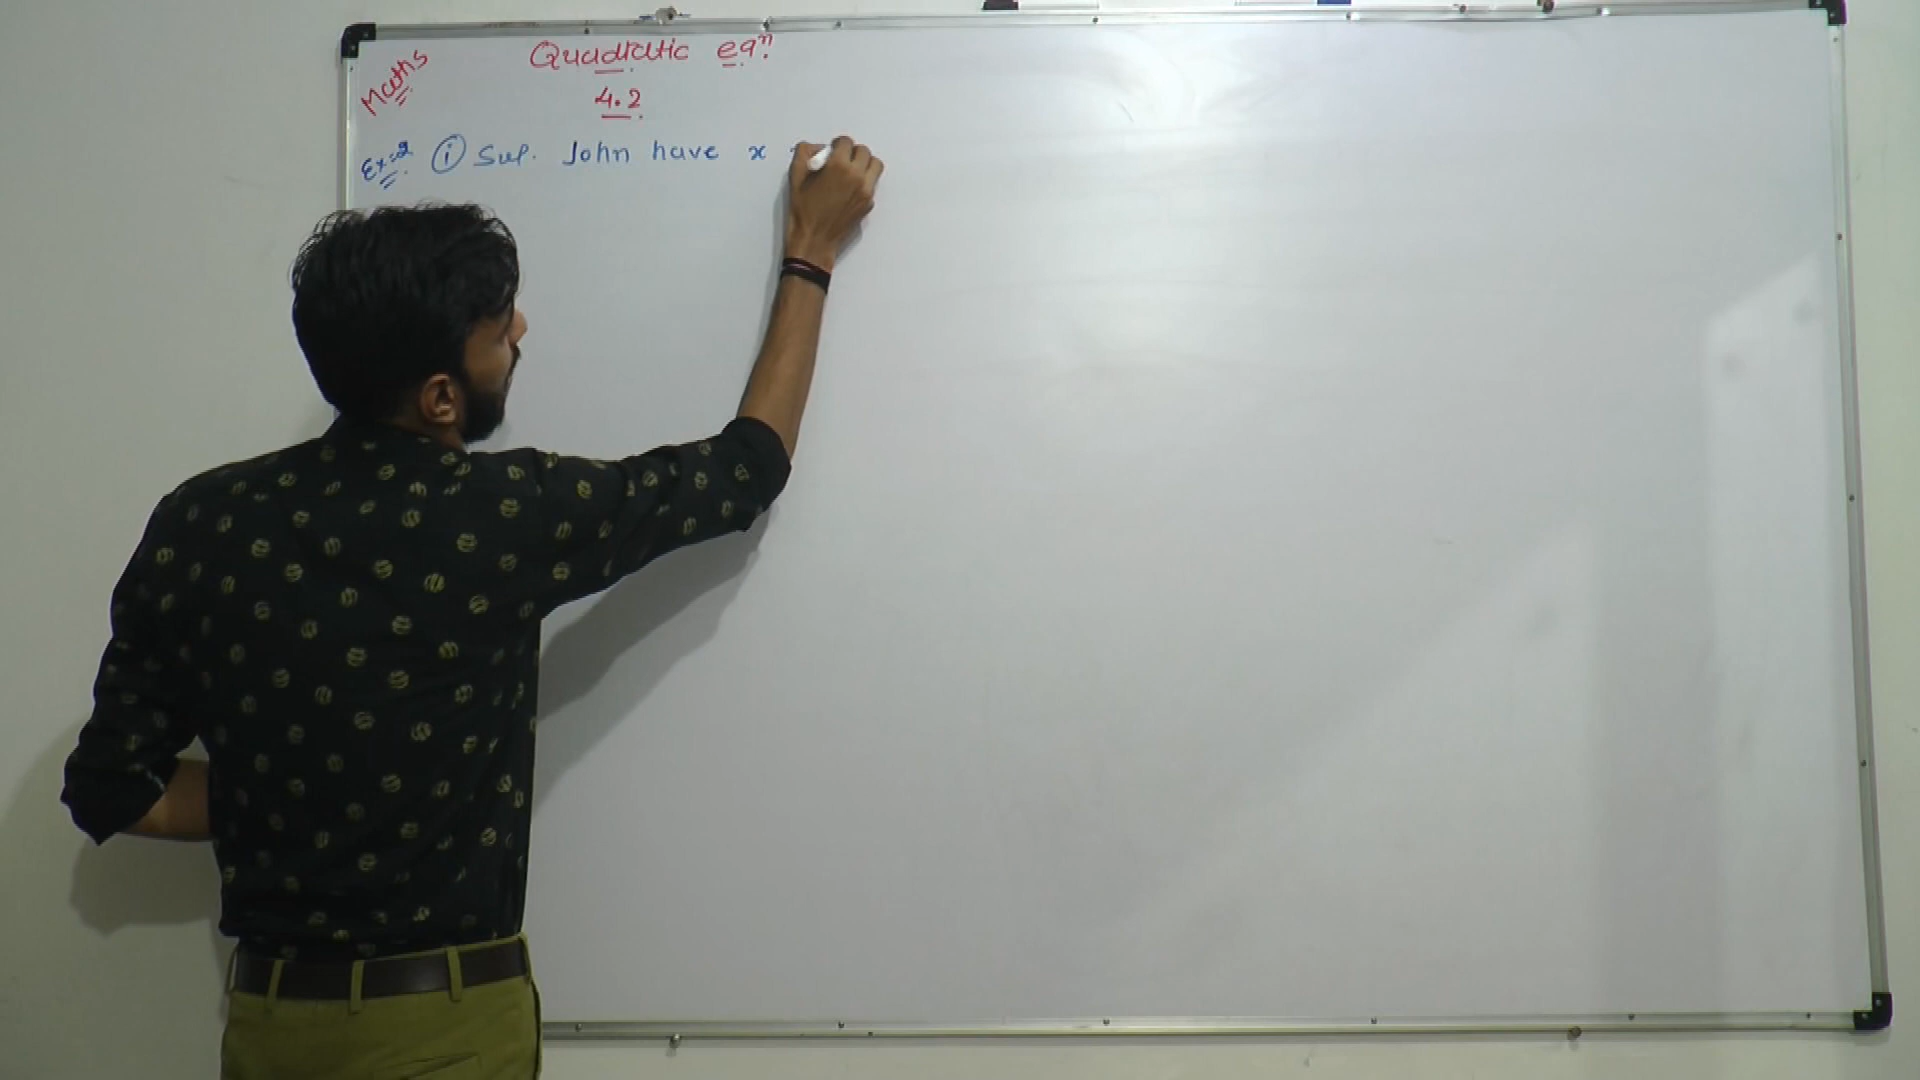 Maths
Quadratic eqⁿ.
4.2
Ex:2 (i) Sup. John have x